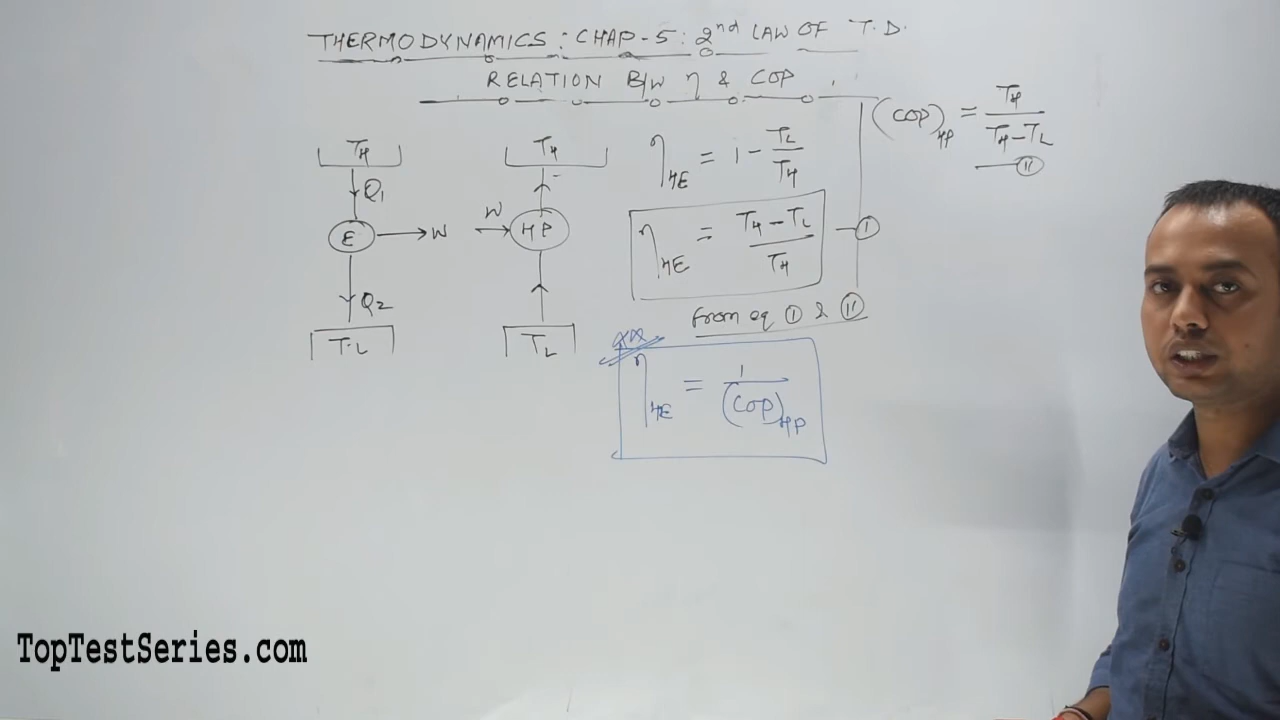 THERMODYNAMICS : CHAP-5 : 2nd LAW OF T.D.
RELATION B/W η & COP
TH
Q1
E
W
Q2
T.L
TH
W
HP
TL
ηHE = 1 - TL/TH
ηHE = (TH - TL)/TH — I
(COP)HP = TH/(TH - TL)
— II
from eq I & II
ηHE = 1/(COP)HP
TopTestSeries.com